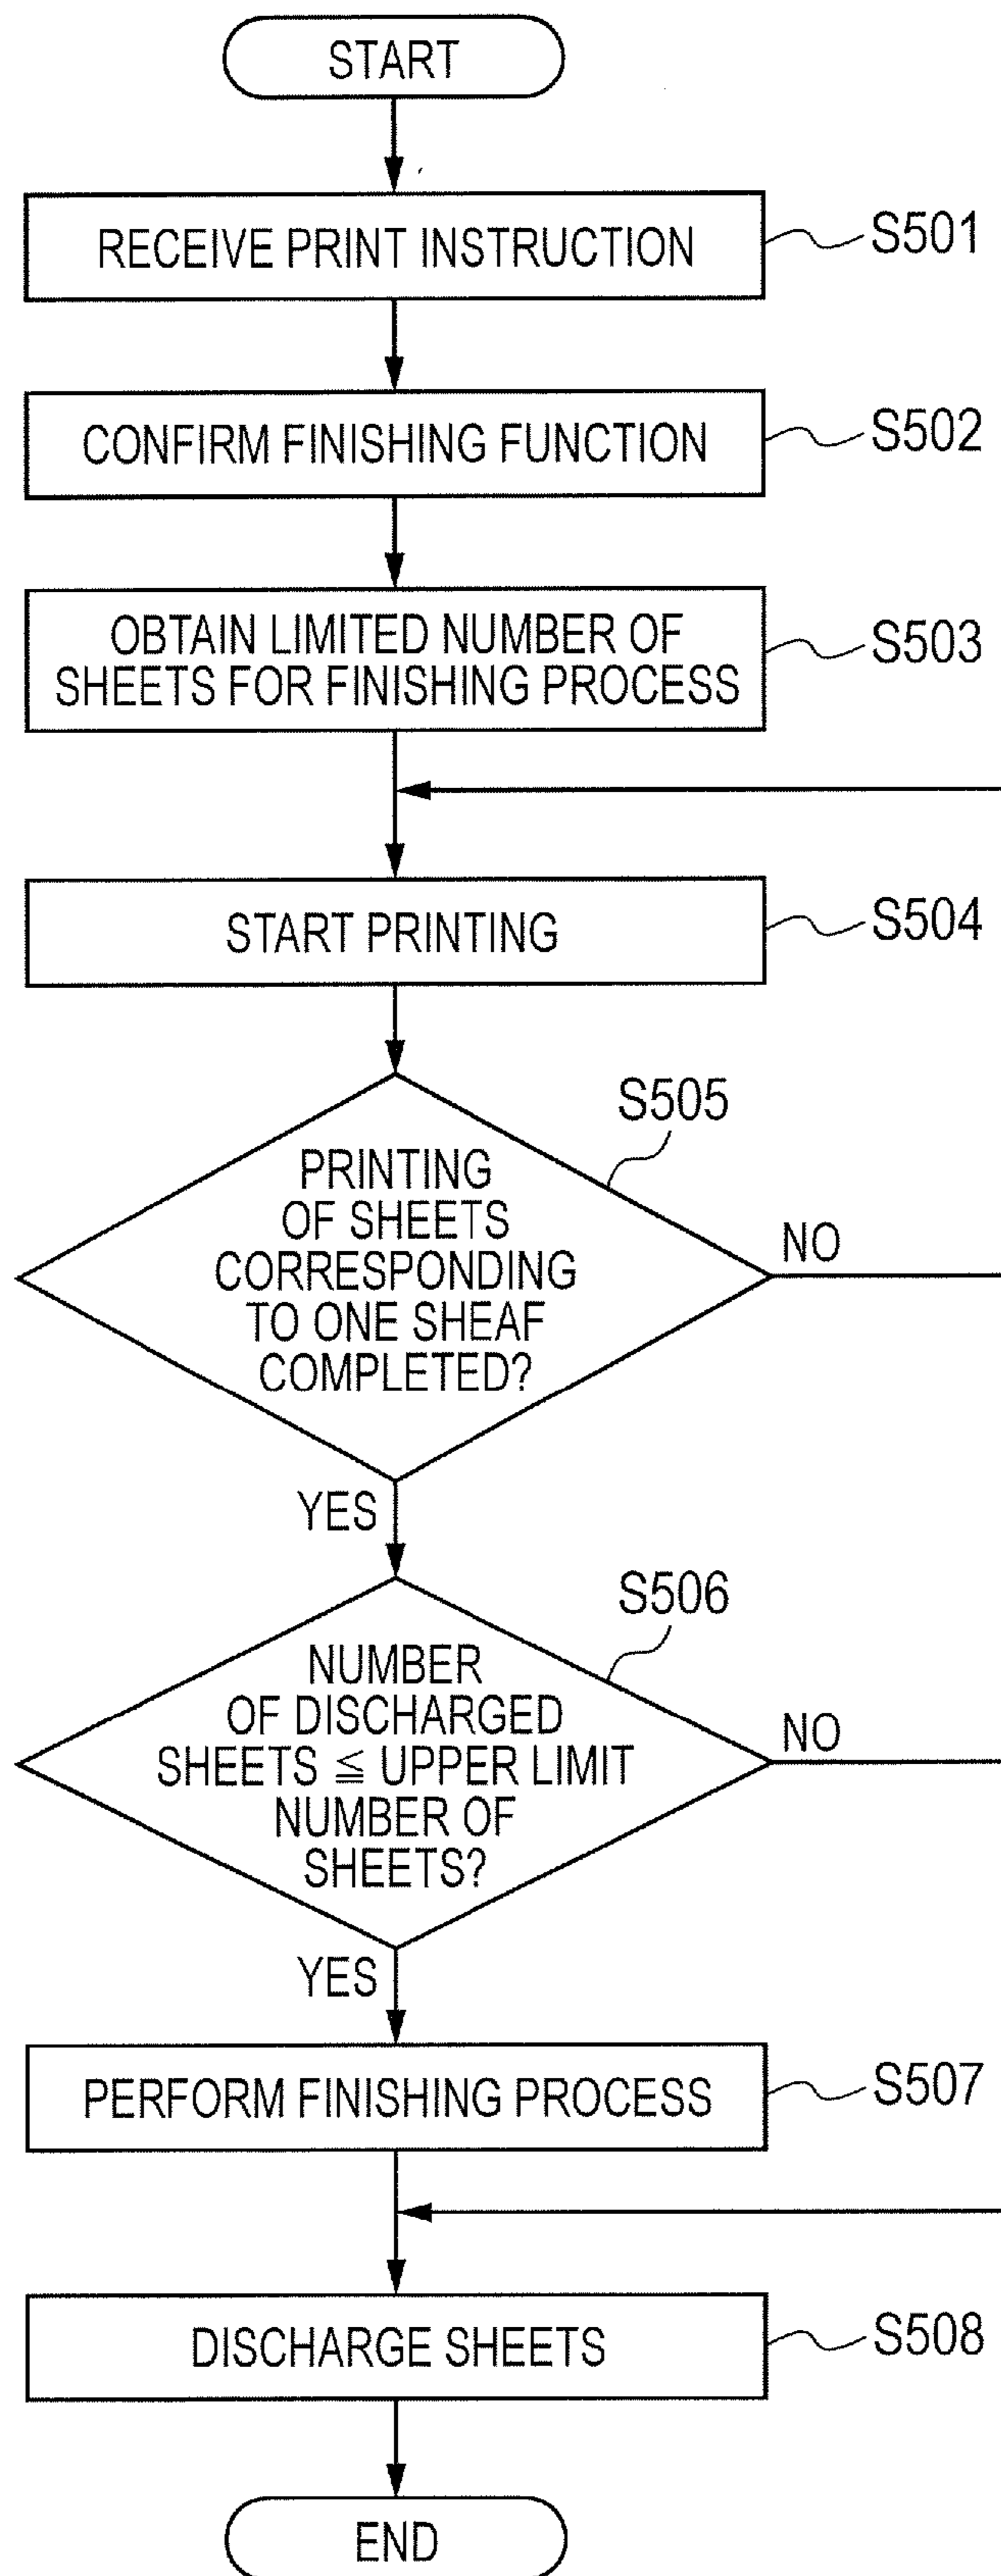 START
RECEIVE PRINT INSTRUCTION
S501
CONFIRM FINISHING FUNCTION
S502
OBTAIN LIMITED NUMBER OF
SHEETS FOR FINISHING PROCESS
S503
START PRINTING
S504
S505
PRINTING
OF SHEETS
CORRESPONDING
TO ONE SHEAF
COMPLETED?
NO
YES
S506
NUMBER
OF DISCHARGED
SHEETS ≦ UPPER LIMIT
NUMBER OF
SHEETS?
NO
YES
PERFORM FINISHING PROCESS
S507
DISCHARGE SHEETS
S508
END